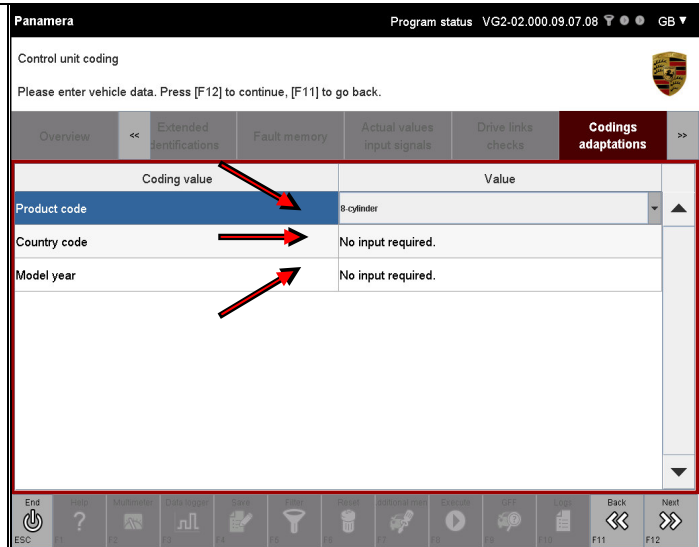 Panamera Program status VG2-02.000.09.07.08 GB ▼
Control unit coding
Please enter vehicle data. Press [F12] to continue, [F11] to go back.
Overview << Extended identifications Fault memory Actual values input signals Drive links checks Codings adaptations >>
Coding value Value
Product code 8-cylinder
Country code No input required.
Model year No input required.
End Help Multimeter Data trigger Save Filter Reset Execute GFF Logs Back Next
ESC F1 F2 F3 F4 F5 F6 F7 F8 F9 F10 F11 F12